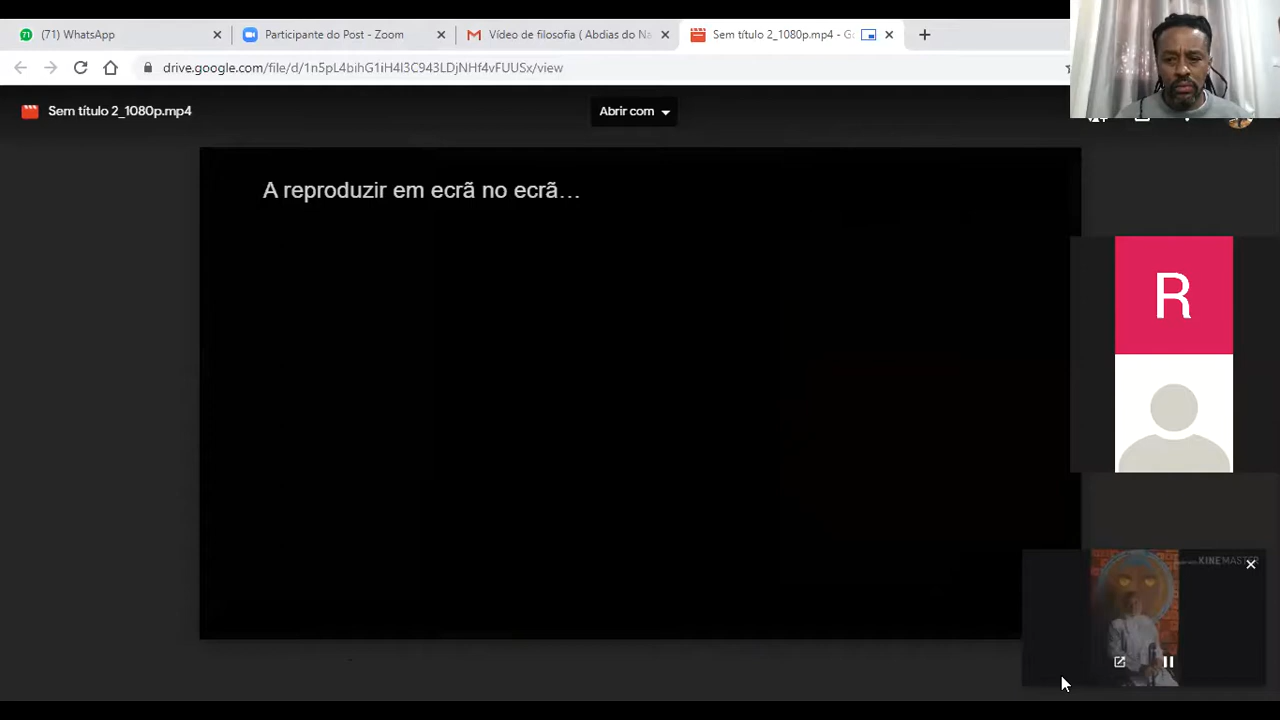 (71) WhatsApp
Participante do Post - Zoom
Vídeo de filosofia ( Abdias do Na
Sem título 2_1080p.mp4 - Go
drive.google.com/file/d/1n5pL4bihG1iH4l3C943LDjNHf4vFUUSx/view
Sem título 2_1080p.mp4
Abrir com
A reproduzir em ecrã no ecrã…
R
KINEMASTER